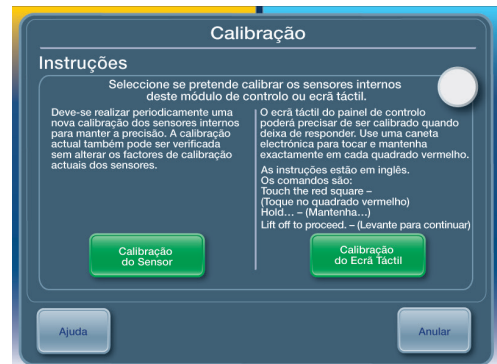 Calibração
Instruções
Seleccione se pretende calibrar os sensores internos
deste módulo de controlo ou ecrã táctil.
Deve-se realizar periodicamente uma
nova calibração dos sensores internos
para manter a precisão. A calibração
actual também pode ser verificada
sem alterar os factores de calibração
actuais dos sensores.
Calibração
do Sensor
O ecrã táctil do painel de controlo
poderá precisar de ser calibrado quando
deixa de responder. Use uma caneta
electrónica para tocar e mantenha
exactamente em cada quadrado vermelho.
As instruções estão em inglês.
Os comandos são:
Touch the red square –
(Toque no quadrado vermelho)
Hold... – (Mantenha...)
Lift off to proceed. – (Levante para continuar)
Calibração
do Ecrã Táctil
Ajuda
Anular